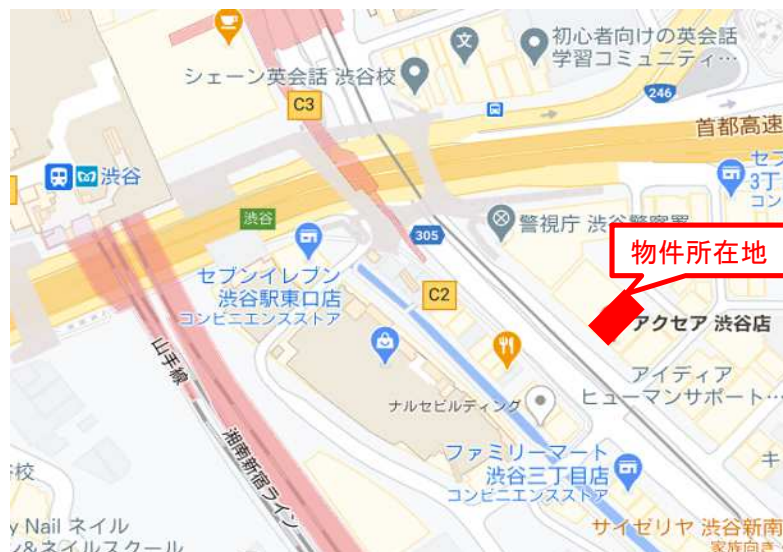 初心者向けの英会話
学習コミュニティ…
シェーン英会話 渋谷校
C3
246
首都高速
渋谷
セブ
3丁
コン
渋谷
305
警視庁 渋谷警察署
物件所在地
セブンイレブン
渋谷駅東口店
コンビニエンスストア
C2
アクセア 渋谷店
山手線
アイディア
ヒューマンサポート…
ナルセビルディング
湘南新宿ライン
ファミリーマート
渋谷三丁目店
コンビニエンスストア
キ
校
y Nail ネイル
ン&ネイルスクール
サイゼリヤ 渋谷新南
家族向き